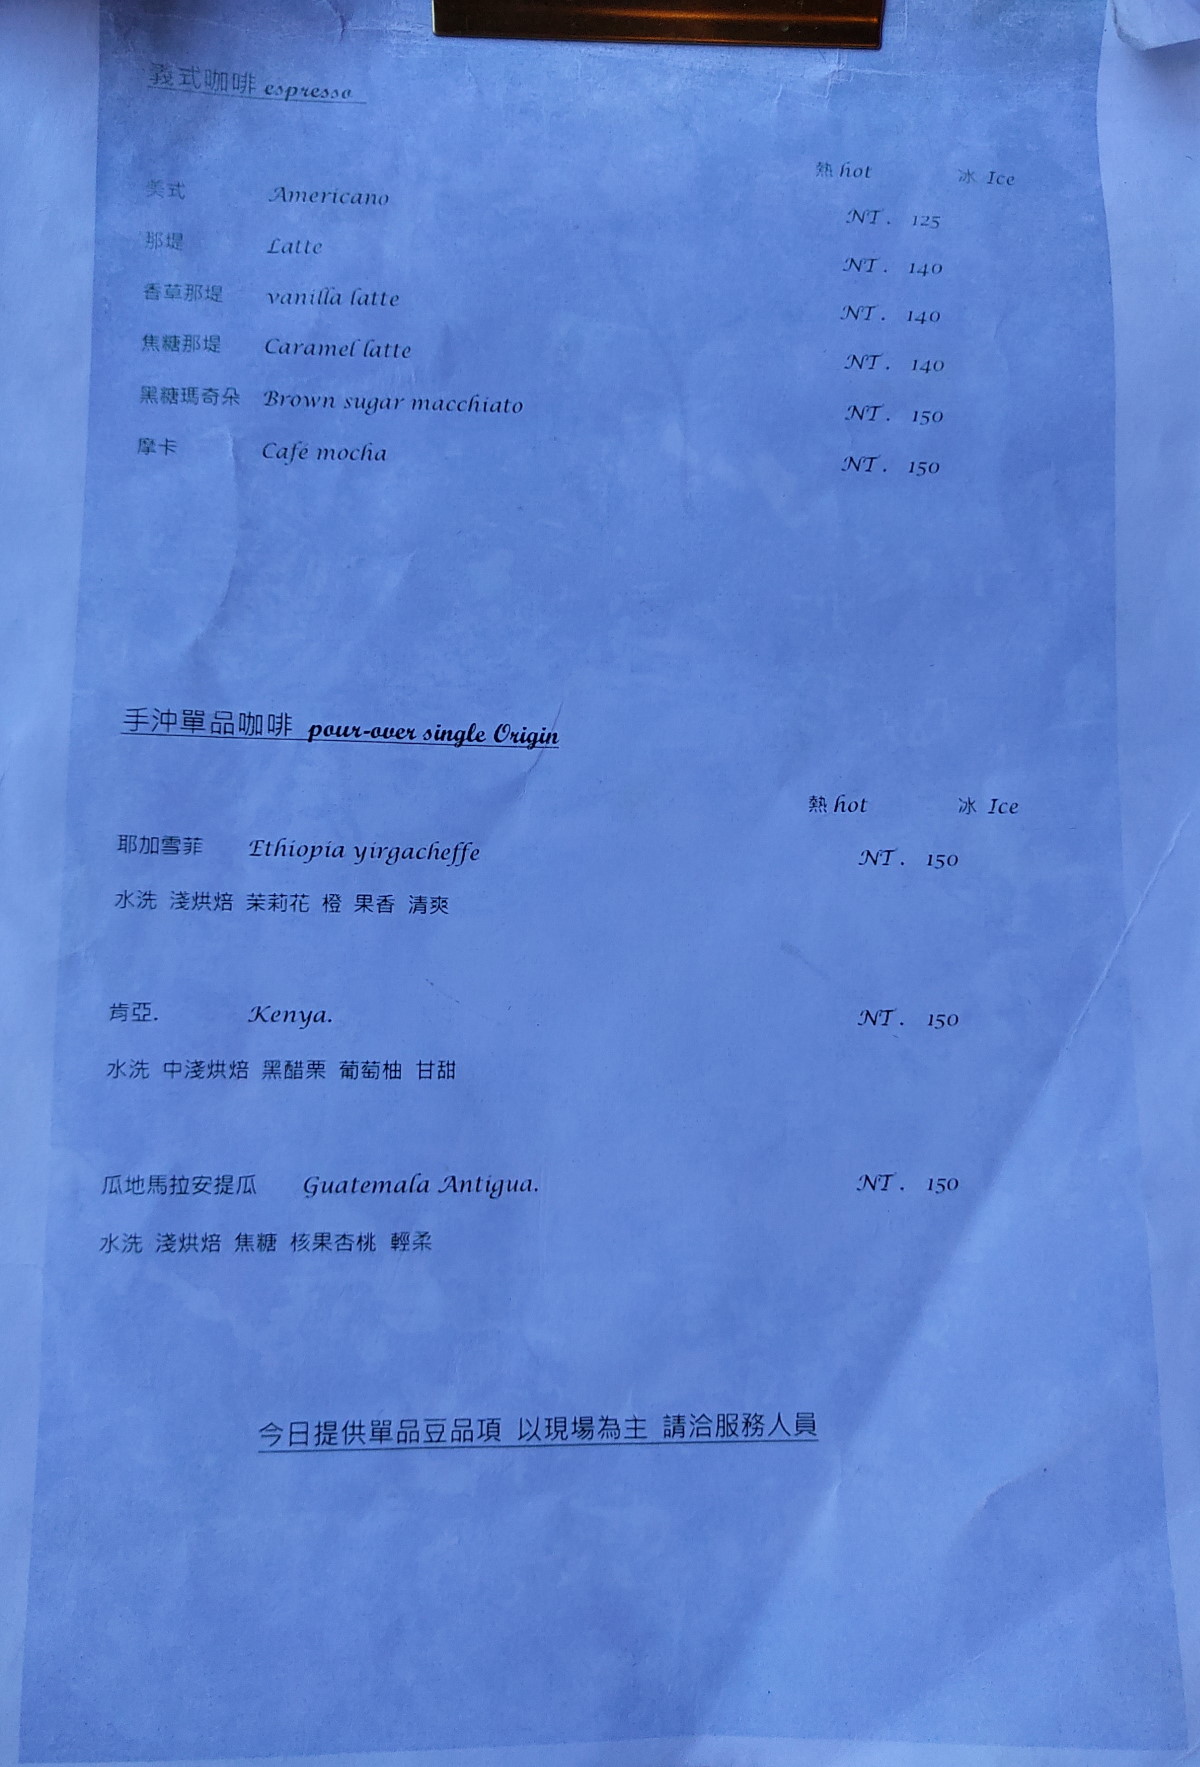 義式咖啡 espresso
熱 hot 冰 Ice
美式 Americano NT. 125
那堤 Latte NT. 140
香草那堤 vanilla latte NT. 140
焦糖那堤 Caramel latte NT. 140
黑糖瑪奇朵 Brown sugar macchiato NT. 150
摩卡 Café mocha NT. 150
手沖單品咖啡 pour-over single Origin
熱 hot 冰 Ice
耶加雪菲 Ethiopia yirgacheffe NT. 150
水洗 淺烘焙 茉莉花 橙 果香 清爽
肯亞. Kenya. NT. 150
水洗 中淺烘焙 黑醋栗 葡萄柚 甘甜
瓜地馬拉安提瓜 Guatemala Antigua. NT. 150
水洗 淺烘焙 焦糖 核果杏桃 輕柔
今日提供單品豆品項 以現場為主 請洽服務人員